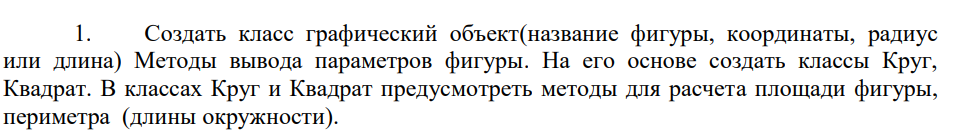 1. Создать класс графический объект(название фигуры, координаты, радиус
или длина) Методы вывода параметров фигуры. На его основе создать классы Круг,
Квадрат. В классах Круг и Квадрат предусмотреть методы для расчета площади фигуры,
периметра (длины окружности).